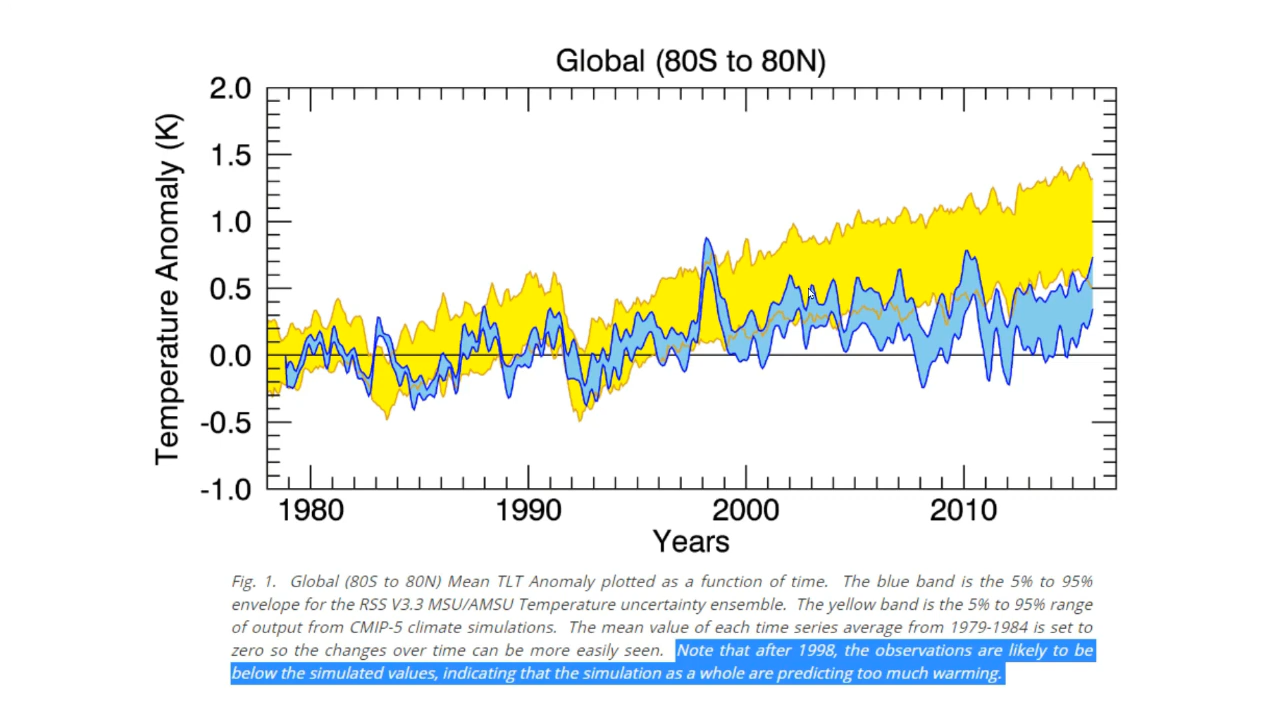 Global (80S to 80N)
Temperature Anomaly (K)
2.0
1.5
1.0
0.5
0.0
-0.5
-1.0
1980 1990 2000 2010
Years
Fig. 1. Global (80S to 80N) Mean TLT Anomaly plotted as a function of time. The blue band is the 5% to 95%
envelope for the RSS V3.3 MSU/AMSU Temperature uncertainty ensemble. The yellow band is the 5% to 95% range
of output from CMIP-5 climate simulations. The mean value of each time series average from 1979-1984 is set to
zero so the changes over time can be more easily seen. Note that after 1998, the observations are likely to be
below the simulated values, indicating that the simulation as a whole are predicting too much warming.